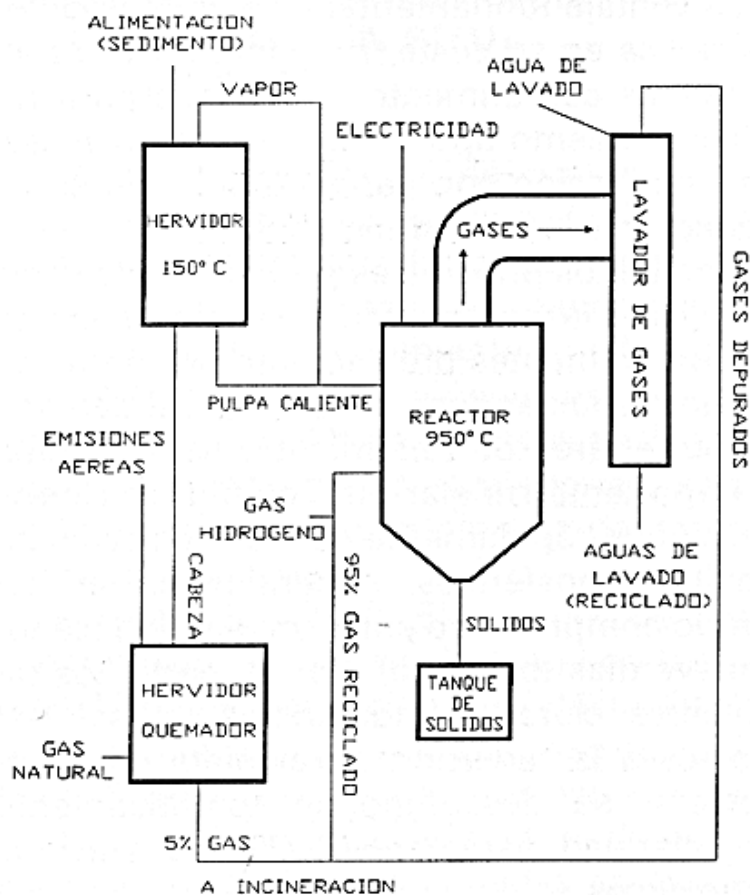 ALIMENTACION
(SEDIMENTO)
VAPOR
AGUA DE
LAVADO
ELECTRICIDAD
HERVIDOR
150° C
GASES
LAVADOR DE GASES
GASES DEPURADOS
PULPA CALIENTE
REACTOR
950° C
EMISIONES
AEREAS
GAS
HIDROGENO
CABEZA
95% GAS RECICLADO
AGUAS DE
LAVADO
(RECICLADO)
SOLIDOS
HERVIDOR
QUEMADOR
TANQUE
DE
SOLIDOS
GAS
NATURAL
5% GAS
A INCINERACION